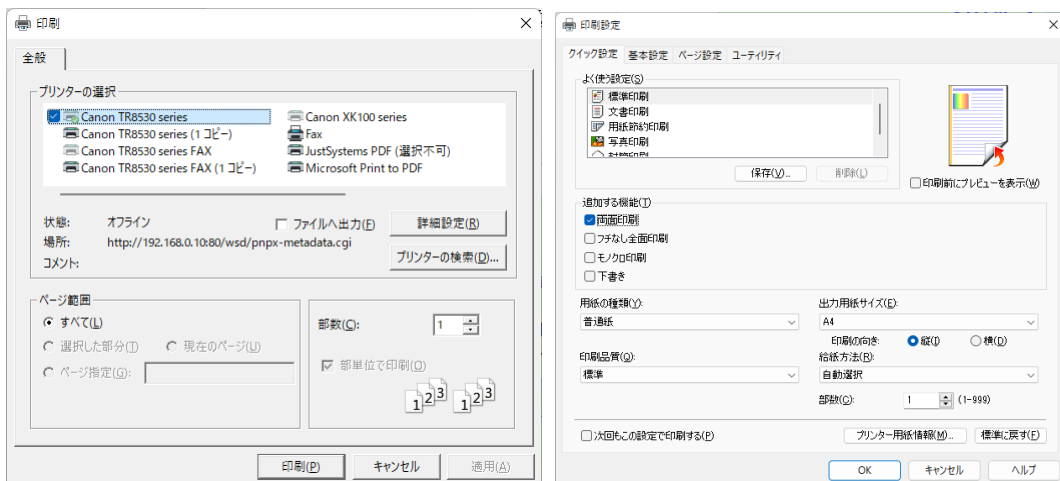 印刷
全般
プリンターの選択
Canon TR8530 series
Canon TR8530 series (1 コピー)
Canon TR8530 series FAX
Canon TR8530 series FAX (1 コピー)
Canon XK100 series
Fax
JustSystems PDF (選択不可)
Microsoft Print to PDF
状態: オフライン
ファイルへ出力(F)
詳細設定(R)
場所: http://192.168.0.10:80/wsd/pnpx-metadata.cgi
コメント:
プリンターの検索(D)...
ページ範囲
すべて(L)
選択した部分(T) 現在のページ(U)
ページ指定(G):
部数(C): 1
部単位で印刷(O)
1 2 3 1 2 3
印刷(P) キャンセル 適用(A)
印刷設定
クイック設定 基本設定 ページ設定 ユーティリティ
よく使う設定(S)
標準印刷
文書印刷
用紙節約印刷
写真印刷
保存(V)... 削除(L)
印刷前にプレビューを表示(W)
追加する機能(T)
両面印刷
フチなし全面印刷
モノクロ印刷
下書き
用紙の種類(Y):
普通紙
出力用紙サイズ(E):
A4
印刷の向き: 縦(I) 横(D)
印刷品質(Q):
標準
給紙方法(R):
自動選択
部数(C): 1 (1-999)
次回もこの設定で印刷する(P)
プリンター用紙情報(M)... 標準に戻す(F)
OK キャンセル ヘルプ